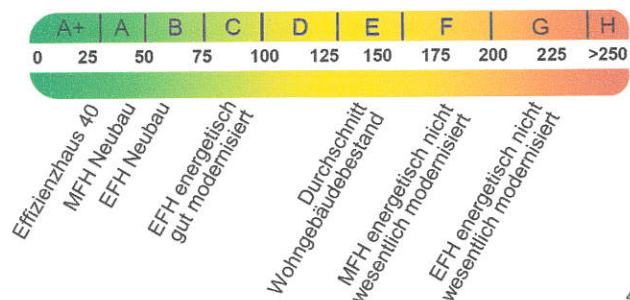 A+ A B C D E F G H
0 25 50 75 100 125 150 175 200 225 >250
Effizienzhaus 40
MFH Neubau
EFH Neubau
EFH energetisch
gut modernisiert
Durchschnitt
Wohngebäudebestand
MFH energetisch nicht
wesentlich modernisiert
EFH energetisch nicht
wesentlich modernisiert